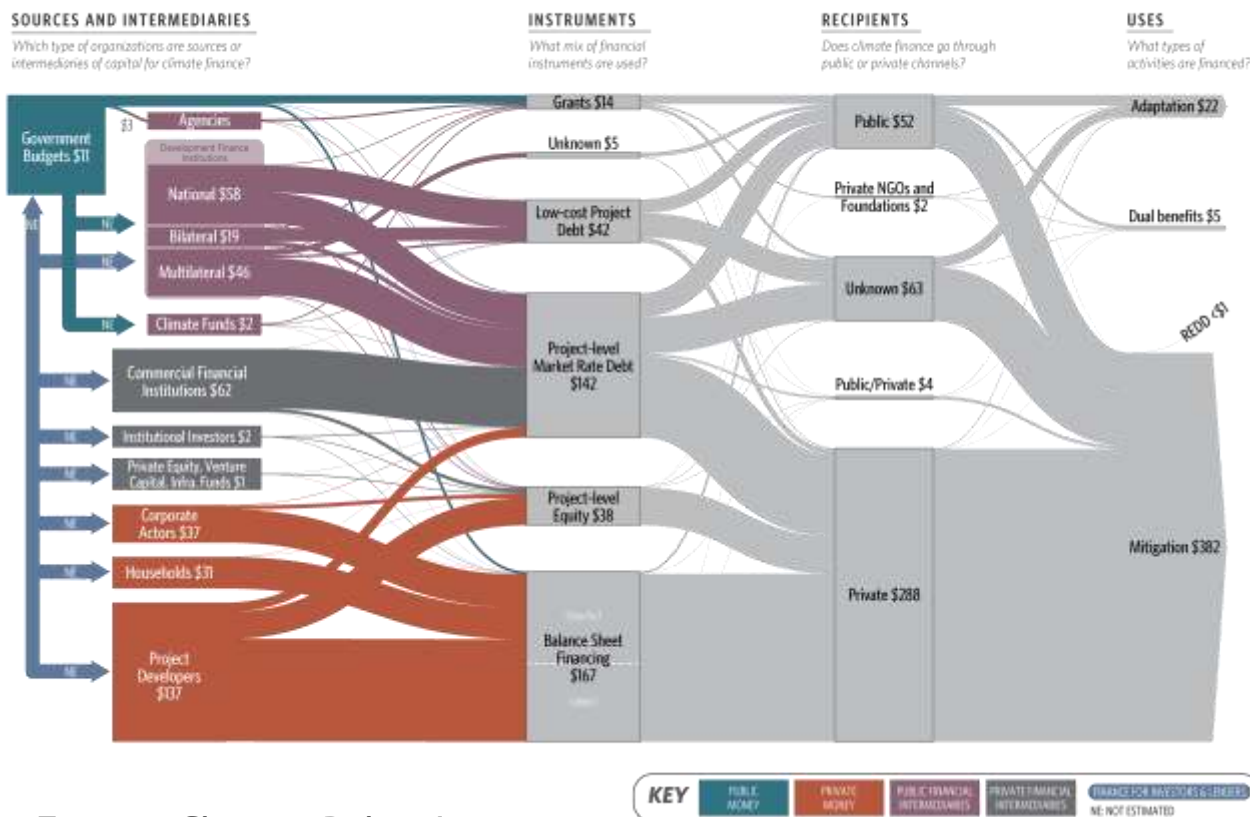 SOURCES AND INTERMEDIARIES
Which type of organizations are sources or
intermediaries of capital for climate finance?
INSTRUMENTS
What mix of financial
instruments are used?
RECIPIENTS
Does climate finance go through
public or private channels?
USES
What types of
activities are financed?
Government
Budgets $11
$3
Agencies
Development Finance
Institutions
National $58
Bilateral $19
Multilateral $46
Climate Funds $2
Commercial Financial
Institutions $62
Institutional Investors $2
Private Equity, Venture
Capital, Infra. Funds $1
Corporate
Actors $37
Households $31
Project
Developers
$137
NE
NE
NE
NE
NE
NE
NE
NE
NE
NE
Grants $14
Unknown $5
Low-cost Project
Debt $42
Project-level
Market Rate Debt
$142
Project-level
Equity $38
Balance Sheet
Financing
$167
Public $52
Private NGOs and
Foundations $2
Unknown $63
Public/Private $4
Private $288
Adaptation $22
Dual benefits $5
REDD <$1
Mitigation $382
KEY
PUBLIC
MONEY
PRIVATE
MONEY
PUBLIC FINANCIAL
INTERMEDIARIES
PRIVATE FINANCIAL
INTERMEDIARIES
FINANCE FOR INVESTORS & LENDERS
NE: NOT ESTIMATED